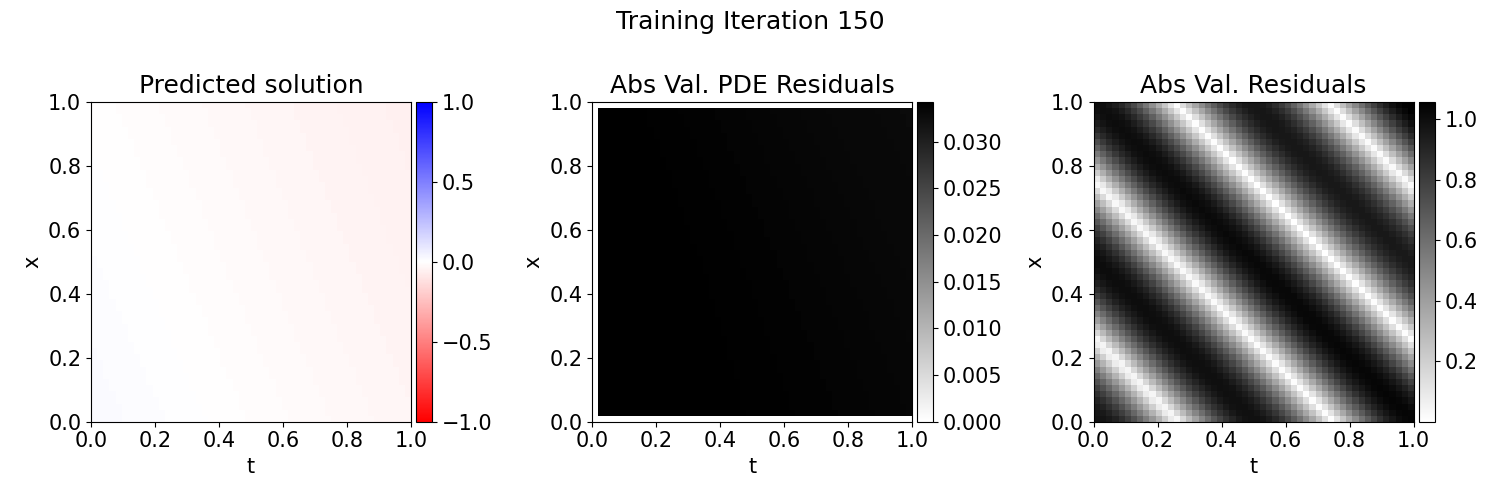 Training Iteration 150
Predicted solution
Abs Val. PDE Residuals
Abs Val. Residuals
1.0
0.8
0.6
0.4
0.2
0.0
x
0.0 0.2 0.4 0.6 0.8 1.0
t
1.0
0.5
0.0
−0.5
−1.0
1.0
0.8
0.6
0.4
0.2
0.0
x
0.0 0.2 0.4 0.6 0.8 1.0
t
0.030
0.025
0.020
0.015
0.010
0.005
0.000
1.0
0.8
0.6
0.4
0.2
0.0
x
0.0 0.2 0.4 0.6 0.8 1.0
t
1.0
0.8
0.6
0.4
0.2